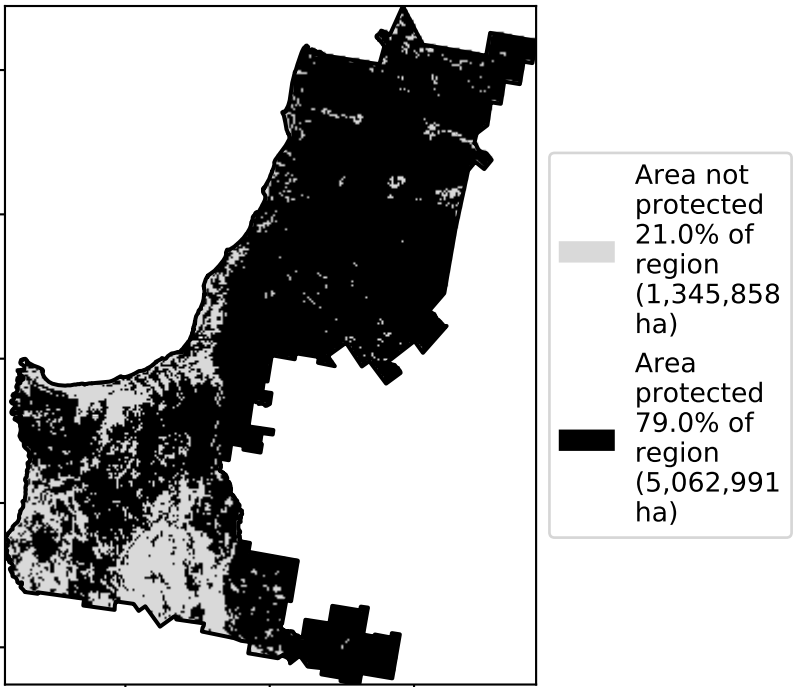 Area not
protected
21.0% of
region
(1,345,858
ha)
Area
protected
79.0% of
region
(5,062,991
ha)